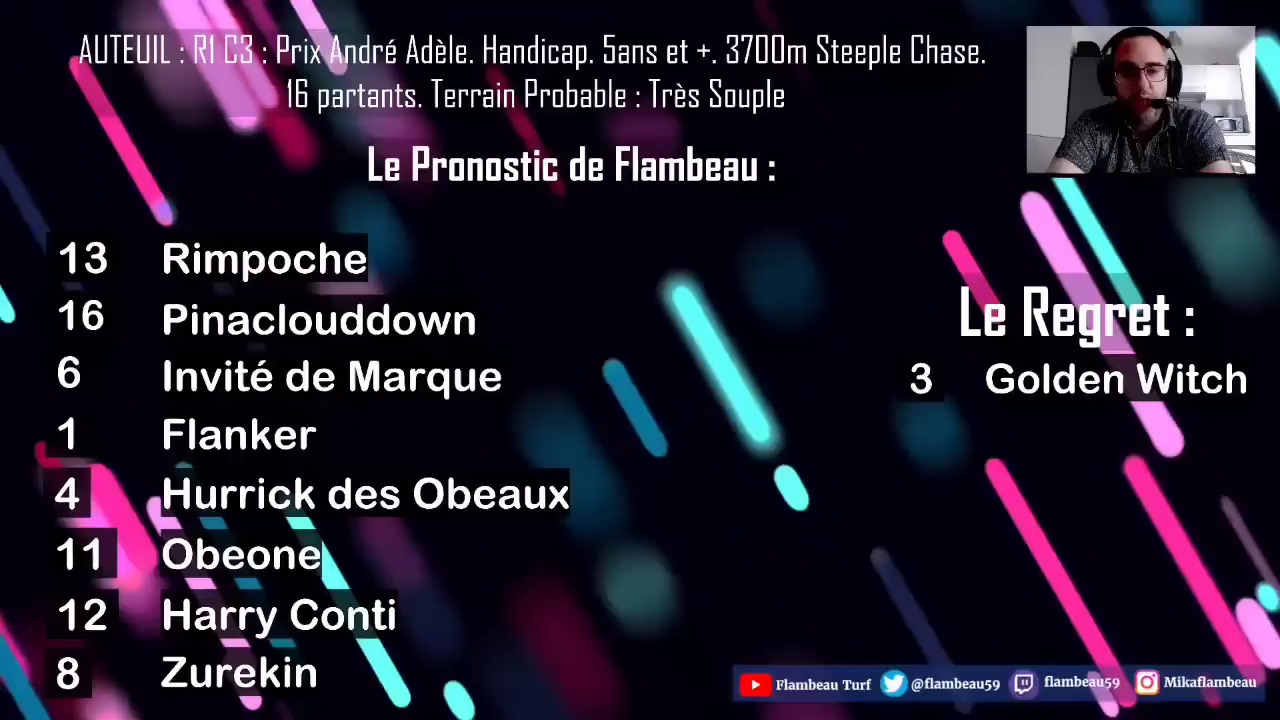 AUTEUIL : R1 C3 : Prix André Adèle. Handicap. 5ans et +. 3700m Steeple Chase.
16 partants. Terrain Probable : Très Souple
Le Pronostic de Flambeau :
13 Rimpoche
16 Pinaclouddown
6 Invité de Marque
1 Flanker
4 Hurrick des Obeaux
11 Obeone
12 Harry Conti
8 Zurekin
Le Regret :
3 Golden Witch
Flambeau Turf @flambeau59 flambeau59 Mikaflambeau